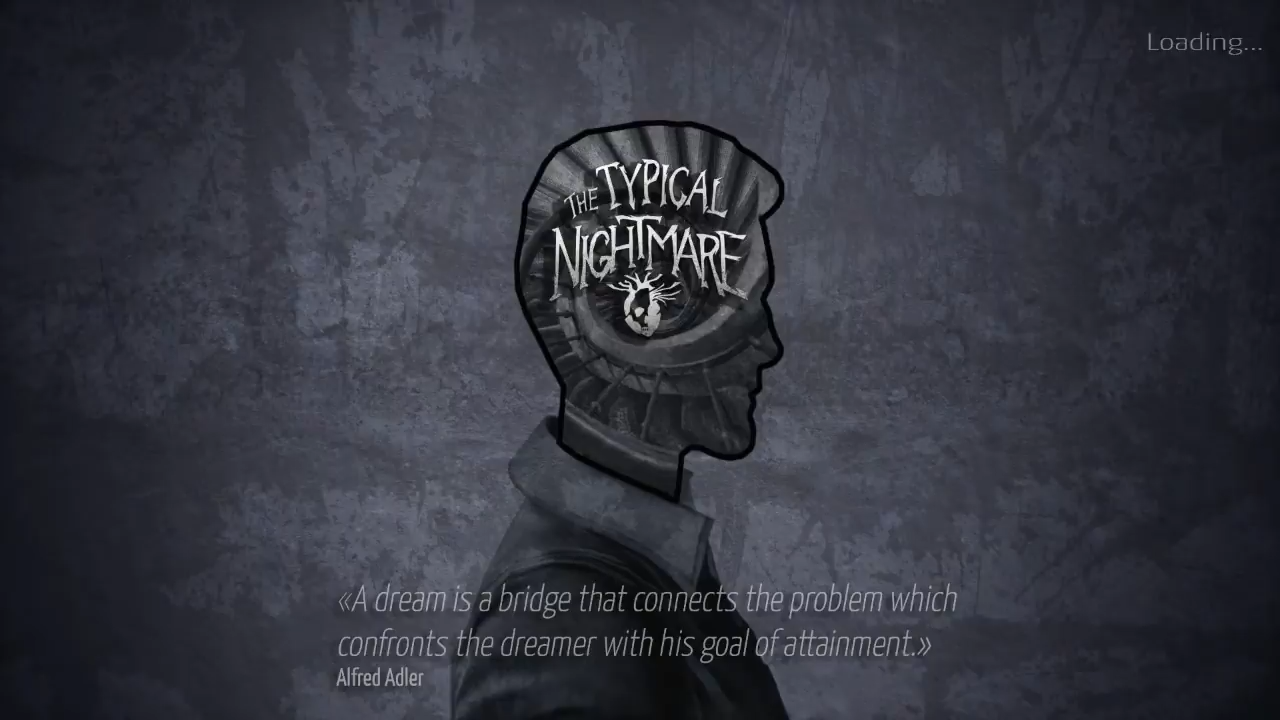 Loading...
THE TYPICAL
NIGHTMARE
«A dream is a bridge that connects the problem which
confronts the dreamer with his goal of attainment.»
Alfred Adler